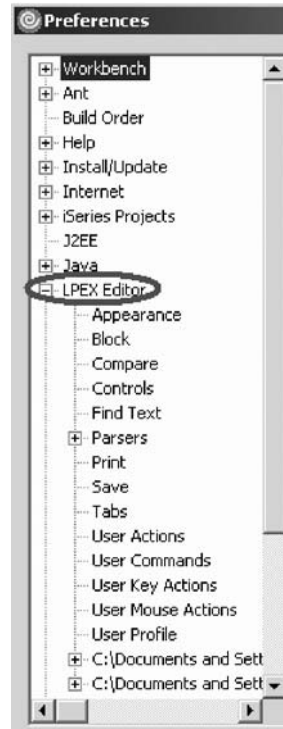 Preferences
Workbench
Ant
Build Order
Help
Install/Update
Internet
iSeries Projects
J2EE
Java
LPEX Editor
Appearance
Block
Compare
Controls
Find Text
Parsers
Print
Save
Tabs
User Actions
User Commands
User Key Actions
User Mouse Actions
User Profile
C:\Documents and Sett
C:\Documents and Sett